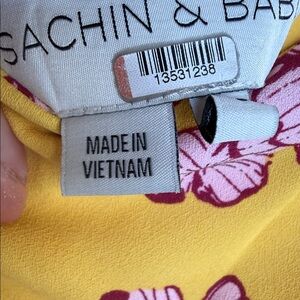 SACHIN & BAB
13531238
MADE IN
VIETNAM